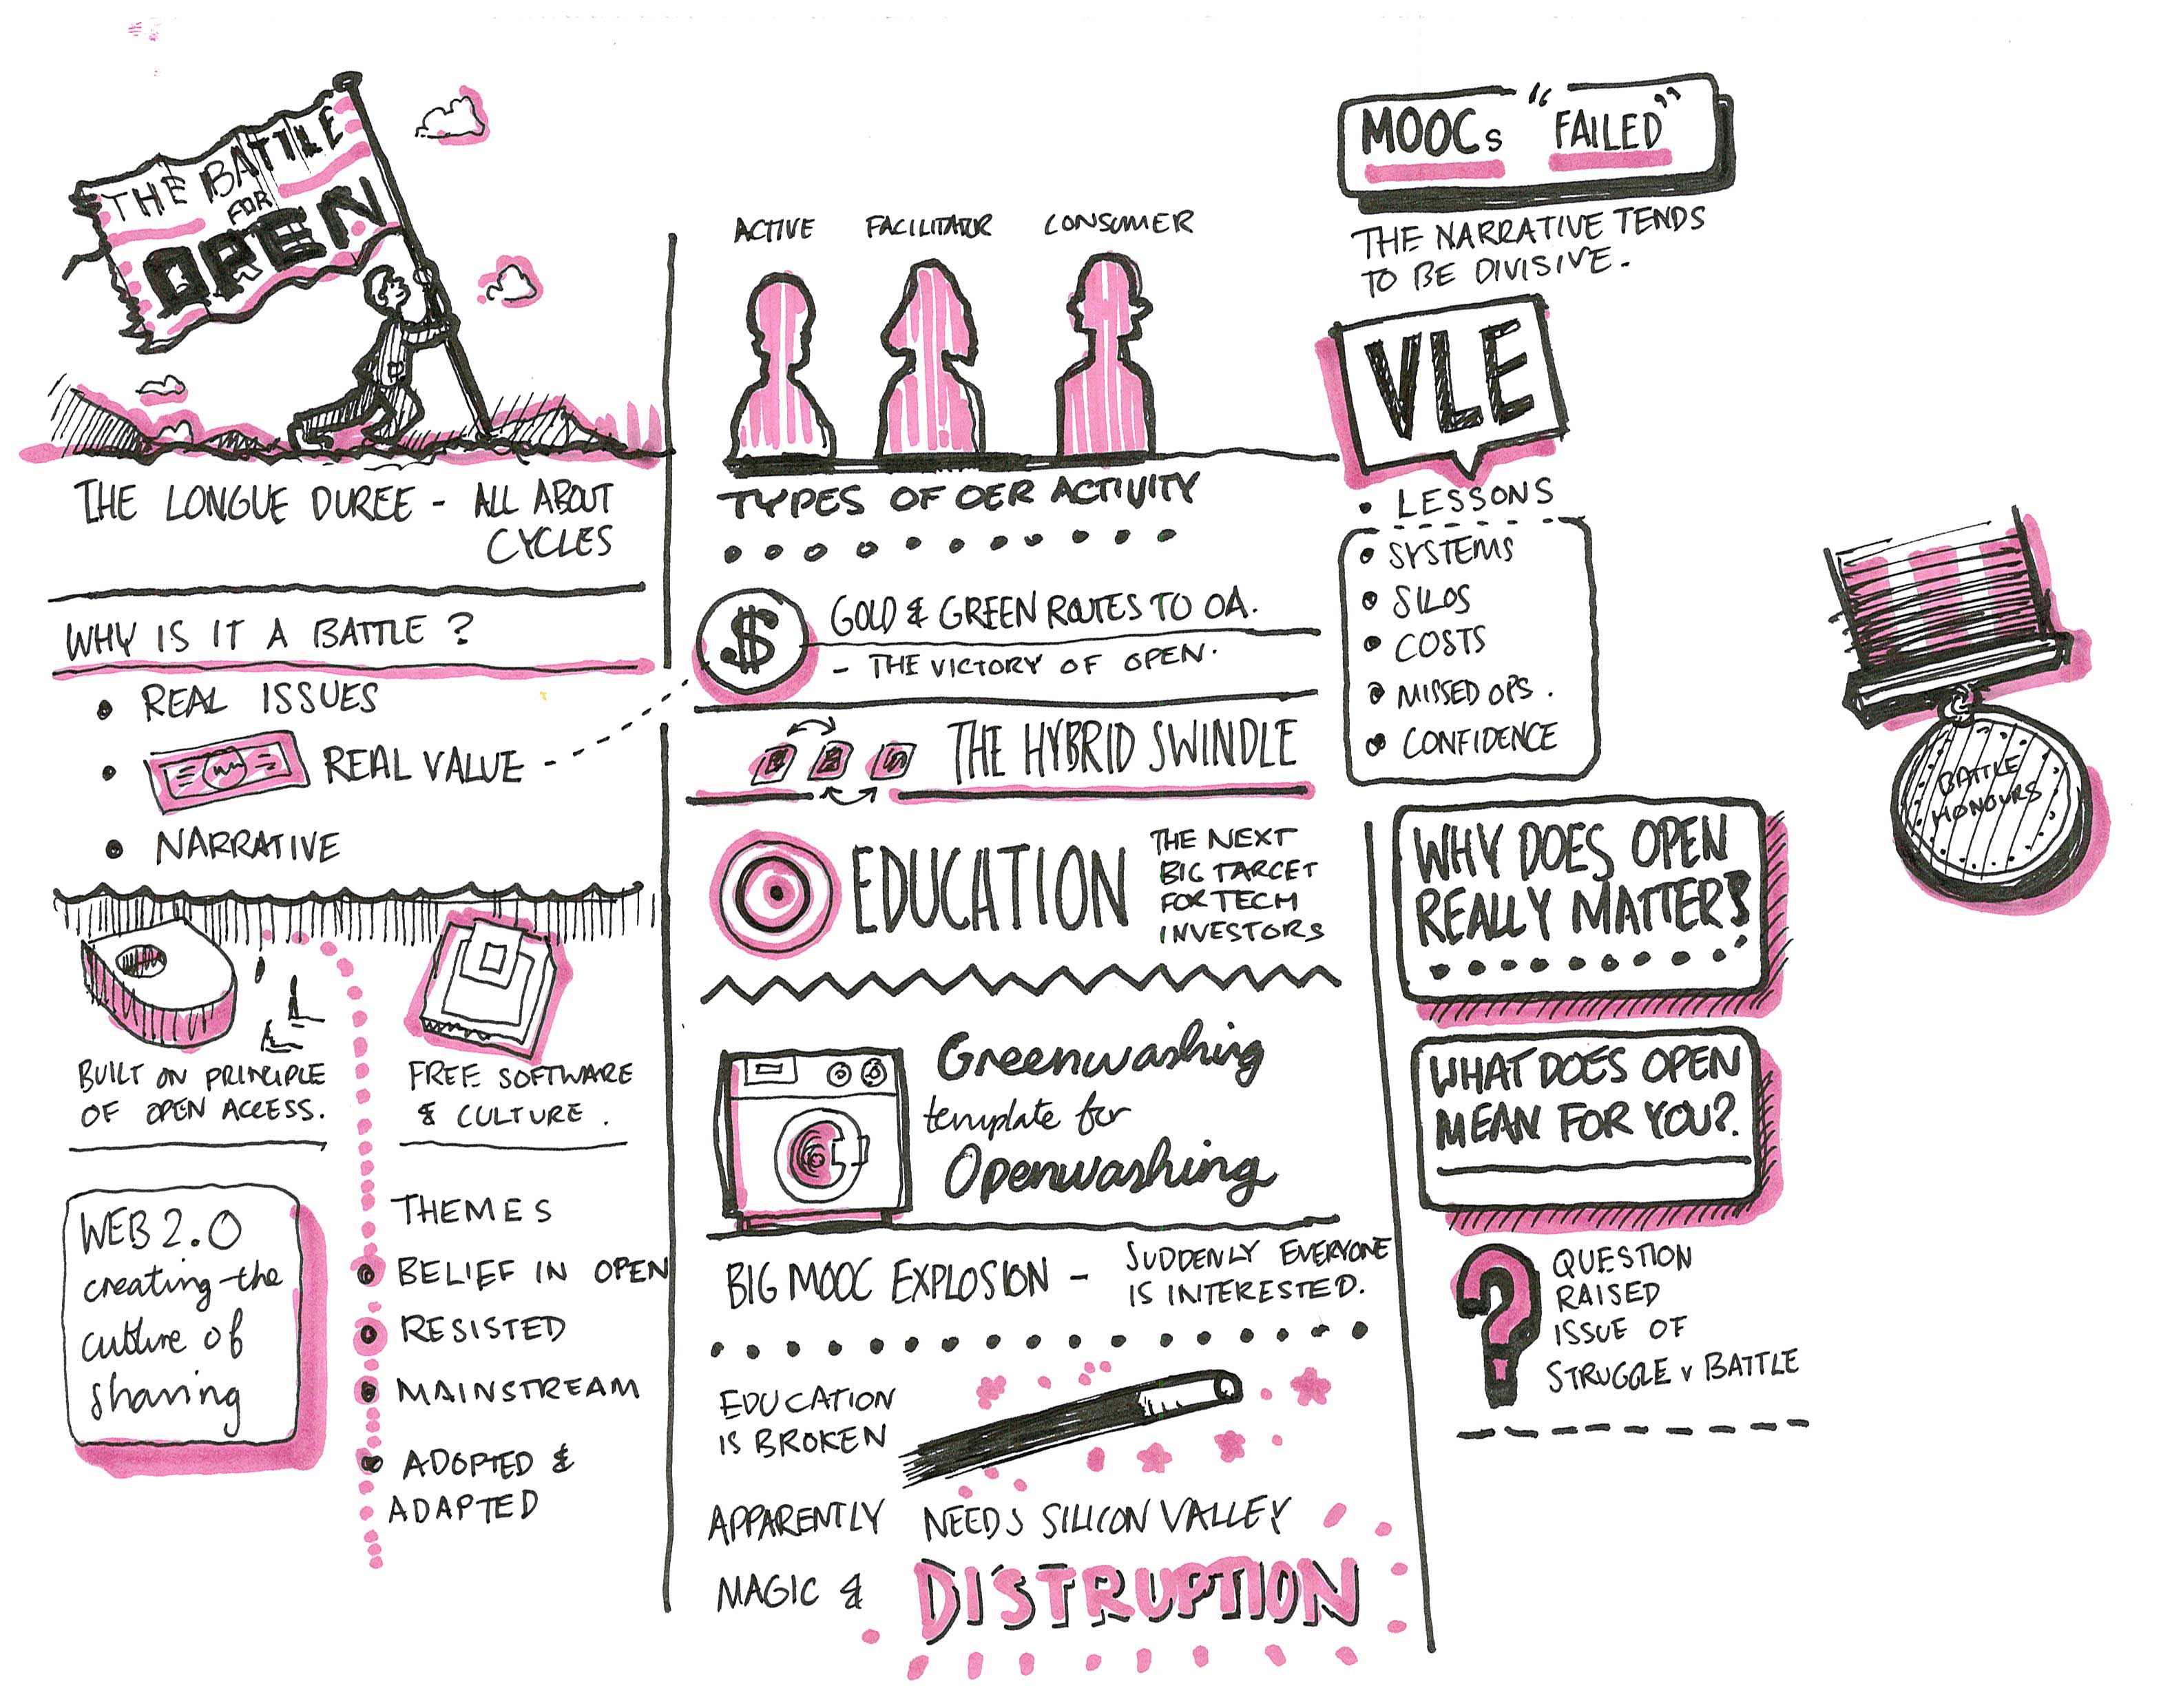 THE BATTLE
FOR
OPEN
THE LONGUE DUREE - ALL ABOUT
CYCLES
WHY IS IT A BATTLE ?
• REAL ISSUES
• REAL VALUE -
• NARRATIVE
BUILT ON PRINCIPLE
OF OPEN ACCESS.
FREE SOFTWARE
& CULTURE.
WEB 2.0
creating the
culture of
sharing
THEMES
BELIEF IN OPEN
RESISTED
MAINSTREAM
ADOPTED &
ADAPTED
ACTIVE FACILITATOR CONSUMER
TYPES OF OER ACTIVITY
$
GOLD & GREEN ROUTES TO OA.
- THE VICTORY OF OPEN.
THE HYBRID SWINDLE
EDUCATION
THE NEXT
BIG TARGET
FOR TECH
INVESTORS
Greenwashing
template for
Openwashing
BIG MOOC EXPLOSION -
SUDDENLY EVERYONE
IS INTERESTED.
EDUCATION
IS BROKEN
APPARENTLY NEEDS SILICON VALLEY
MAGIC & DISTRUPTION
MOOCs "FAILED"
THE NARRATIVE TENDS
TO BE DIVISIVE.
VLE
• LESSONS
• SYSTEMS
• SILOS
• COSTS
• MISSED OPS.
• CONFIDENCE
WHY DOES OPEN
REALLY MATTER?
WHAT DOES OPEN
MEAN FOR YOU?
?
QUESTION
RAISED
ISSUE OF
STRUGGLE v BATTLE
BATTLE
HONOURS